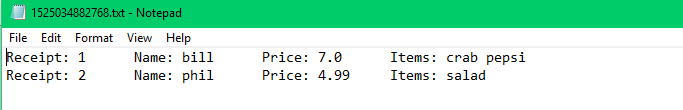 1525034882768.txt - Notepad
File Edit Format View Help
Receipt: 1 Name: bill Price: 7.0 Items: crab pepsi
Receipt: 2 Name: phil Price: 4.99 Items: salad